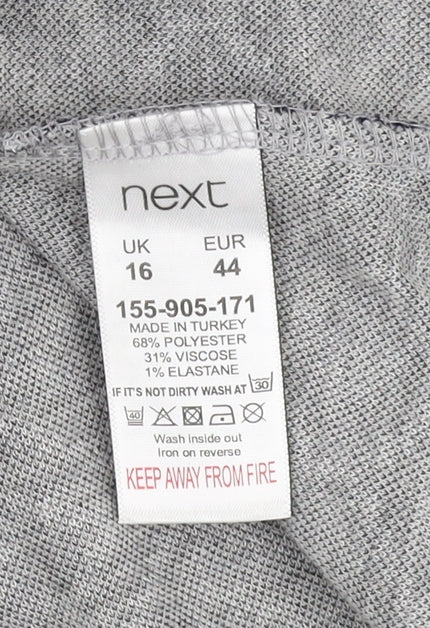 next
UK EUR
16 44
155-905-171
MADE IN TURKEY
68% POLYESTER
31% VISCOSE
1% ELASTANE
IF IT'S NOT DIRTY WASH AT 30
40
Wash inside out
Iron on reverse
KEEP AWAY FROM FIRE